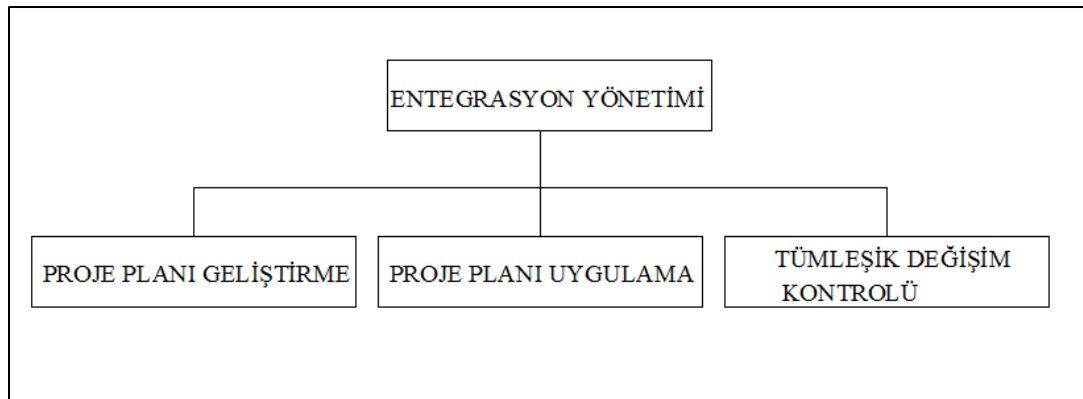 ENTEGRASYON YÖNETİMİ
PROJE PLANI GELİŞTİRME
PROJE PLANI UYGULAMA
TÜMLEŞİK DEĞİŞİM
KONTROLÜ